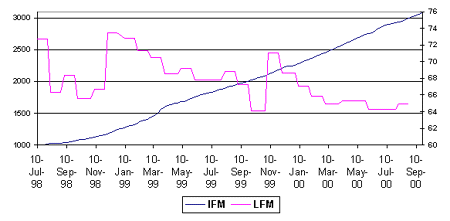 3000
2500
2000
1500
1000
76
74
72
70
68
66
64
62
60
10-Jul-98
10-Sep-98
10-Nov-98
10-Jan-99
10-Mar-99
10-May-99
10-Jul-99
10-Sep-99
10-Nov-99
10-Jan-00
10-Mar-00
10-May-00
10-Jul-00
10-Sep-00
IFM LFM